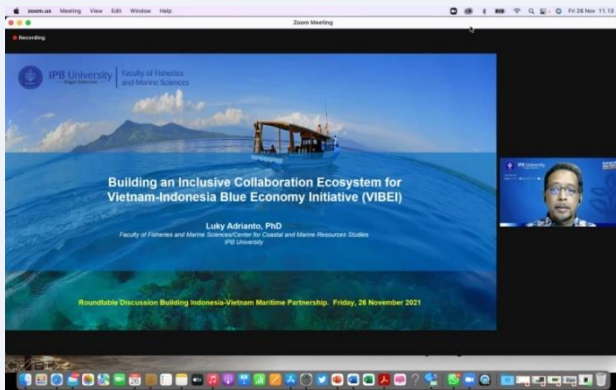 zoom.us Meeting View Edit Window Help
Fri 26 Nov 11.13
Zoom Meeting
Recording
IPB University
Faculty of Fisheries
and Marine Sciences
Building an Inclusive Collaboration Ecosystem for
Vietnam-Indonesia Blue Economy Initiative (VIBEI)
Luky Adrianto, PhD
Faculty of Fisheries and Marine Sciences/Center for Coastal and Marine Resources Studies
IPB University
Roundtable Discussion Building Indonesia-Vietnam Maritime Partnership. Friday, 26 November 2021
IPB University